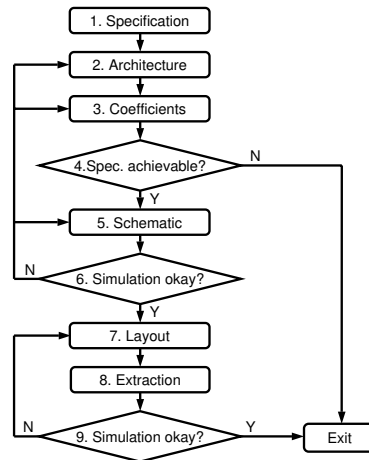 1. Specification
2. Architecture
3. Coefficients
4.Spec. achievable?
N
Y
5. Schematic
N
6. Simulation okay?
Y
7. Layout
8. Extraction
N
9. Simulation okay?
Y
Exit